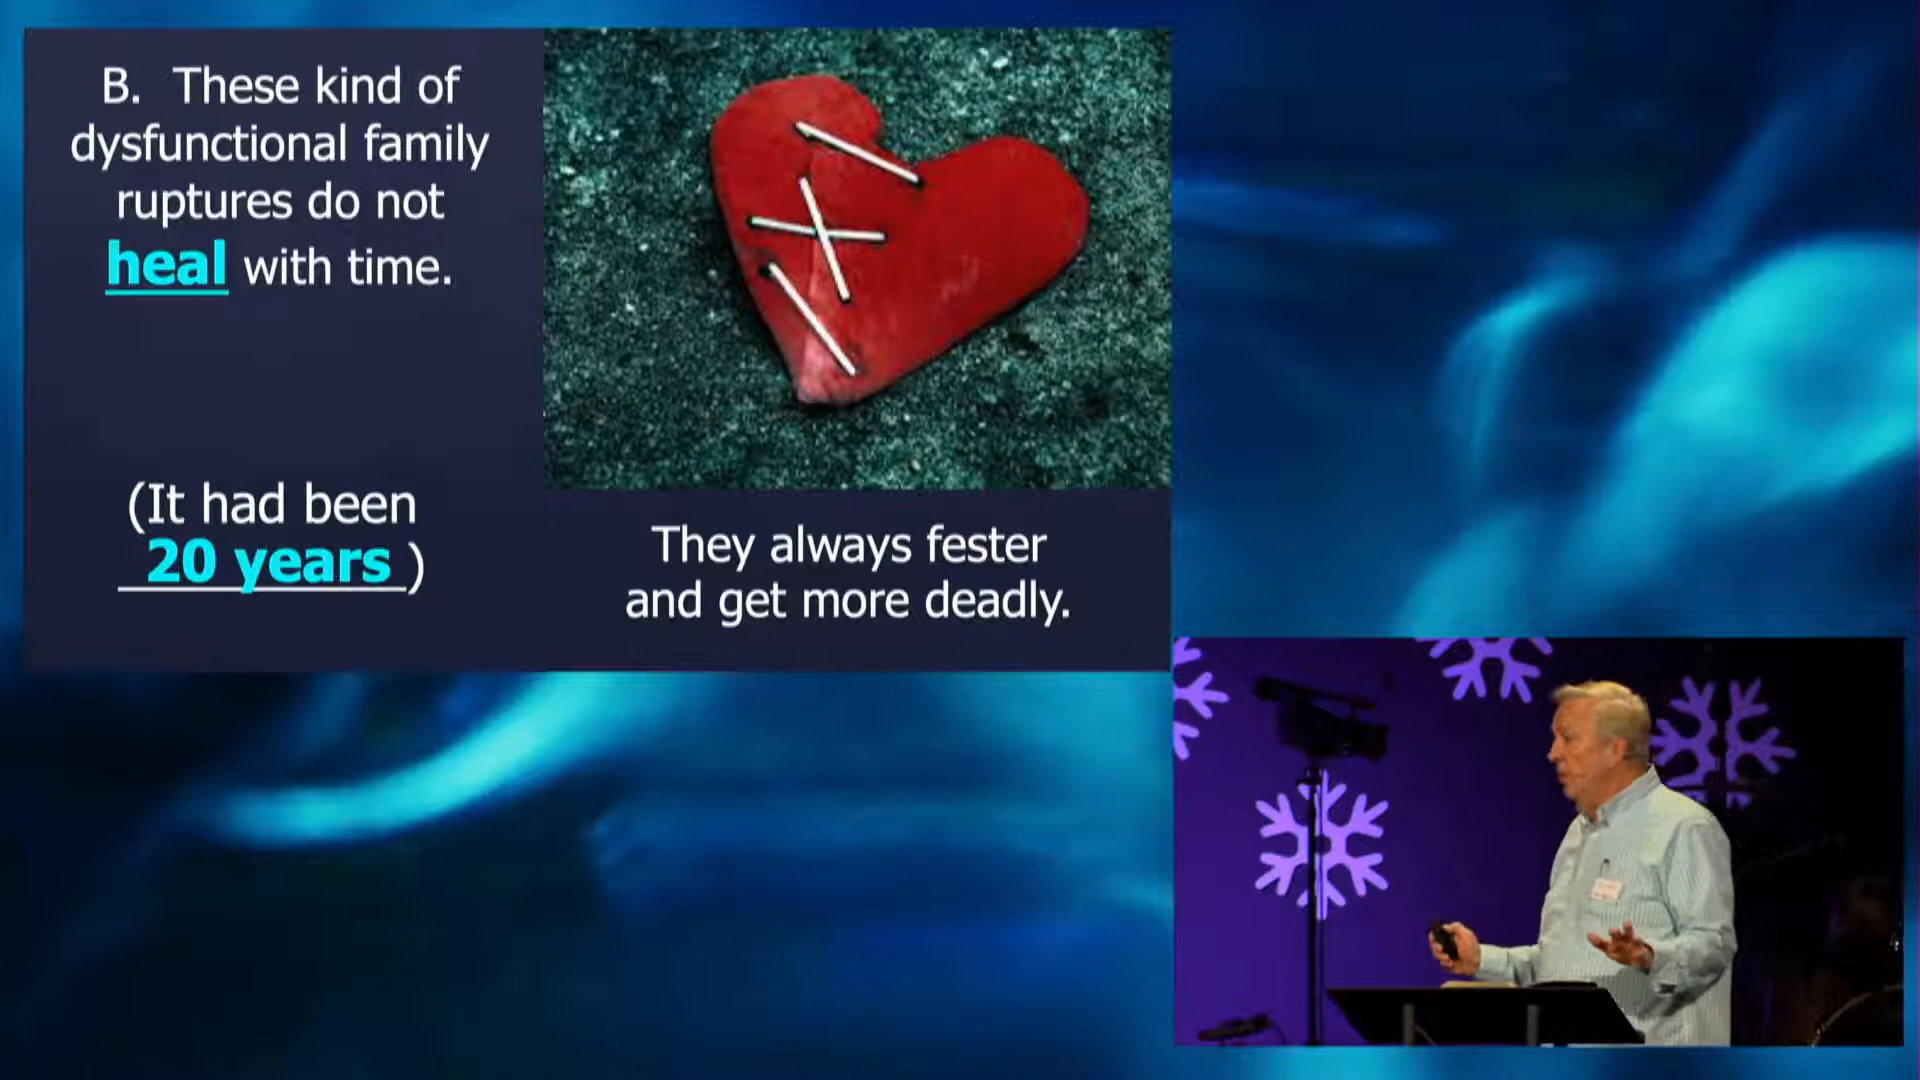 B. These kind of
dysfunctional family
ruptures do not
heal with time.
(It had been
20 years)
They always fester
and get more deadly.